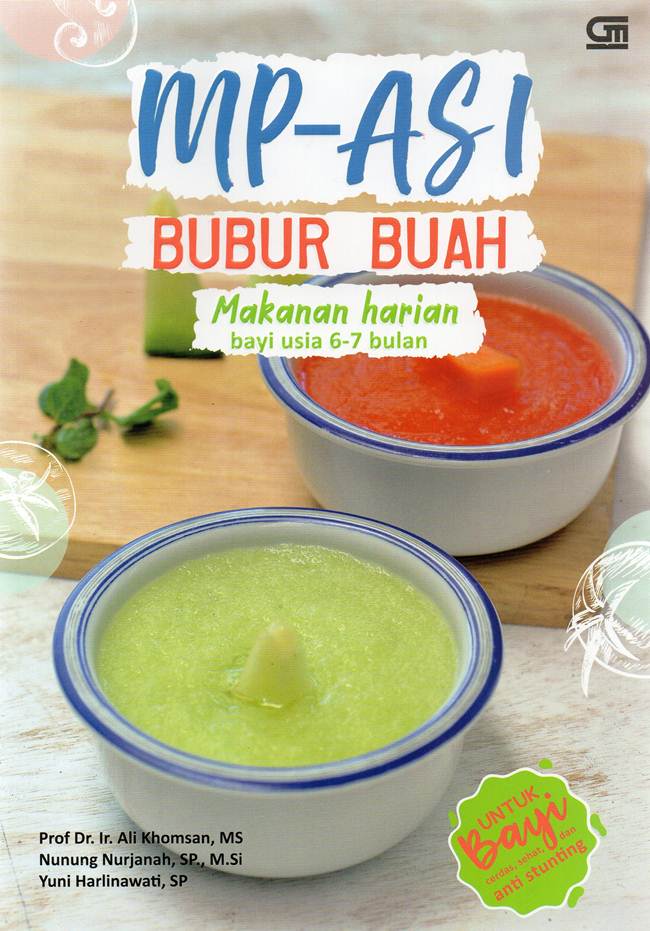 GM
MP-ASI
BUBUR BUAH
Makanan harian
bayi usia 6-7 bulan
Prof Dr. Ir. Ali Khomsan, MS
Nunung Nurjanah, SP., M.Si
Yuni Harlinawati, SP
UNTUK
Bayi
cerdas, sehat, dan
anti stunting